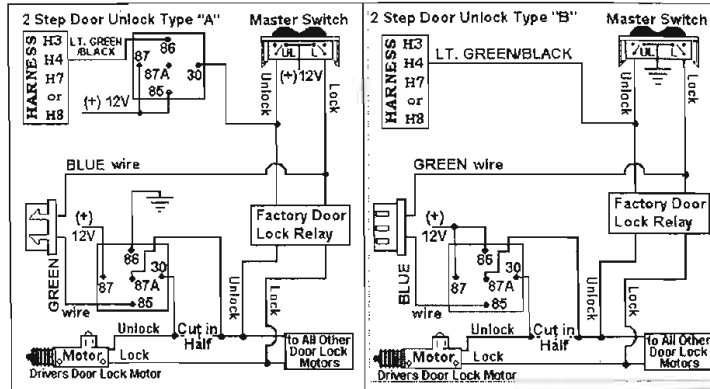 2 Step Door Unlock Type "A"
Master Switch
HARNESS
H3
H4
H7
or
H8
LT. GREEN
/BLACK
86
87
87A
30
85
(+) 12V
UL
L
(+) 12V
Unlock
Lock
BLUE wire
Factory Door
Lock Relay
(+)
12V
86
30
87
87A
85
GREEN
wire
Unlock
Lock
Unlock
Cut in
Half
Motor
Lock
to All Other
Door Lock
Motors
Drivers Door Lock Motor
2 Step Door Unlock Type "B"
Master Switch
HARNESS
H3
H4
H7
or
H8
LT. GREEN/BLACK
UL
L
Unlock
Lock
GREEN wire
Factory Door
Lock Relay
(+)
12V
86
30
87
87A
85
BLUE
wire
Unlock
Lock
Unlock
Cut in
Half
Motor
Lock
to All Other
Door Lock
Motors
Drivers Door Lock Motor